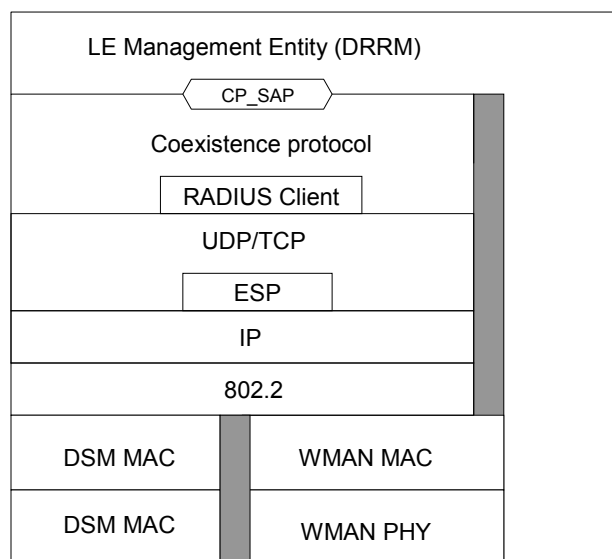 LE Management Entity (DRRM)
CP_SAP
Coexistence protocol
RADIUS Client
UDP/TCP
ESP
IP
802.2
DSM MAC WMAN MAC
DSM MAC WMAN PHY